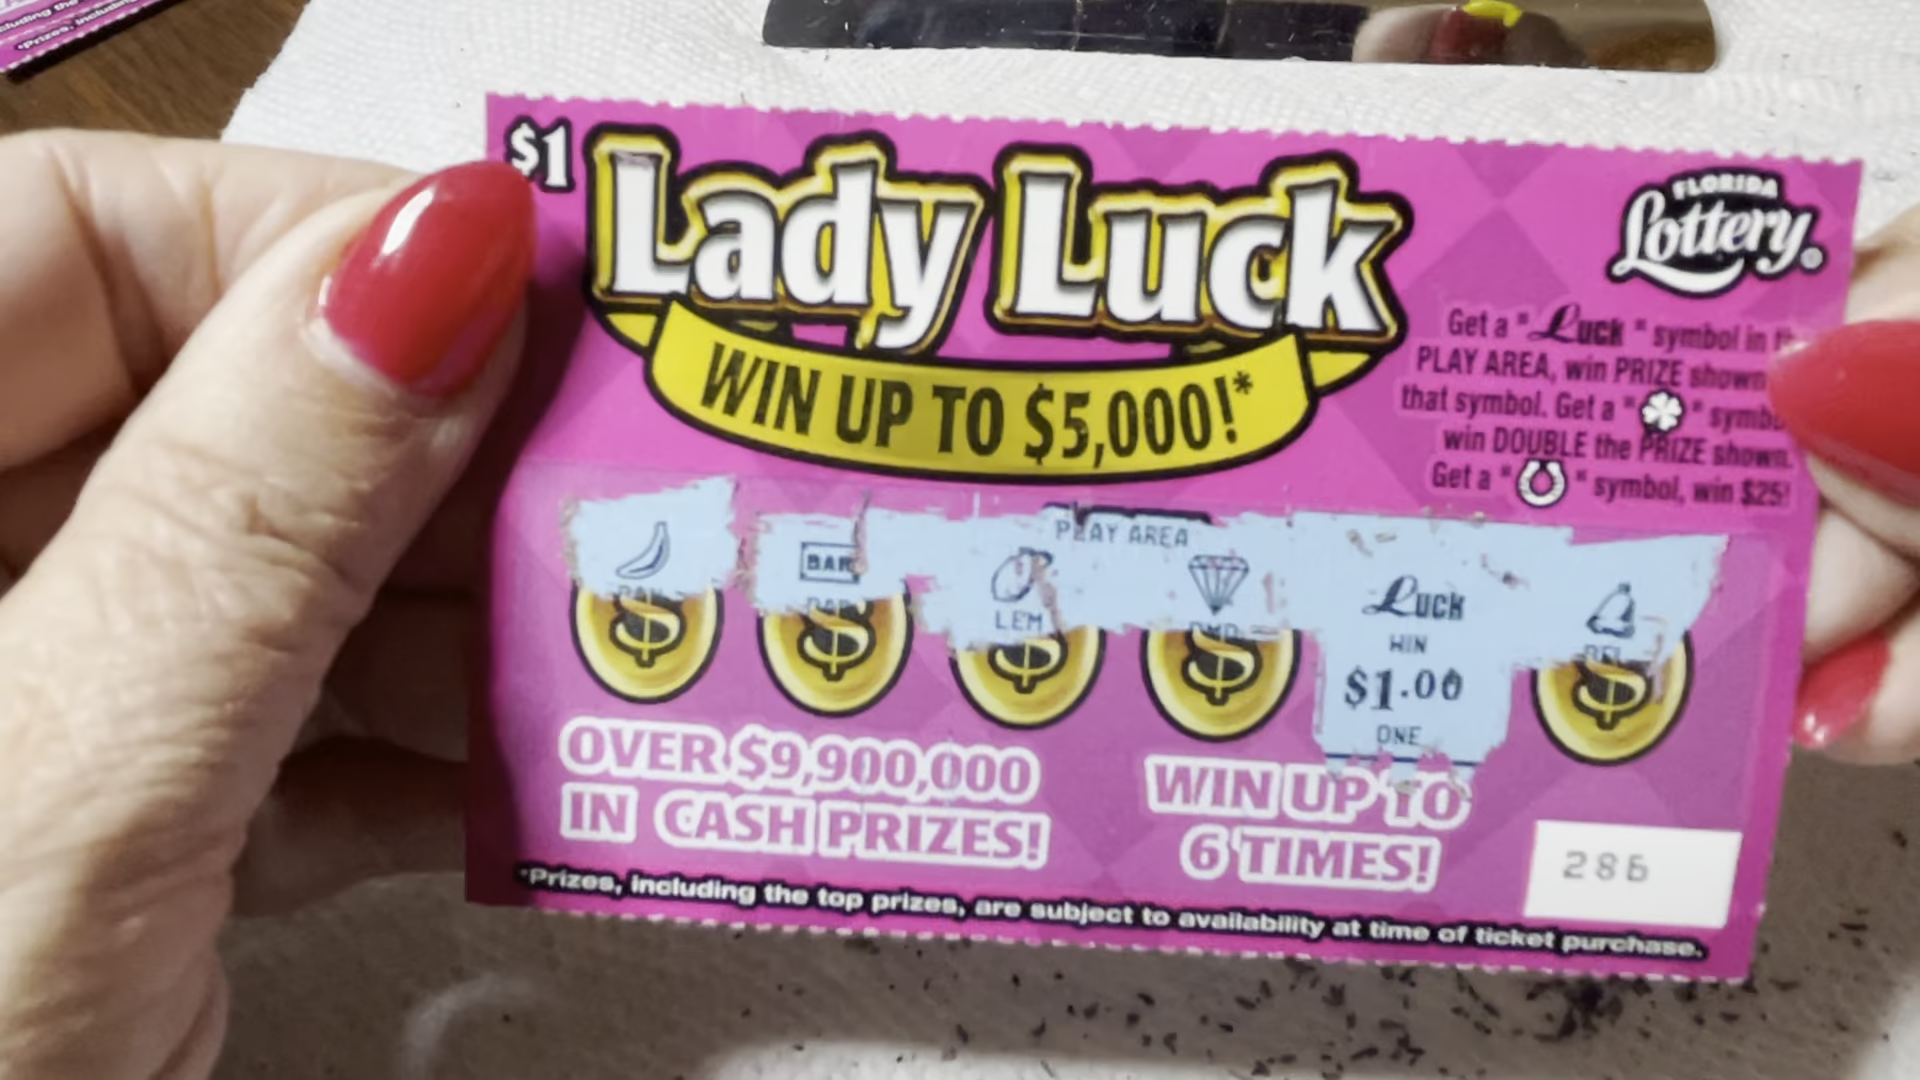 $1
Lady Luck
WIN UP TO $5,000!*
FLORIDA
Lottery®
Get a "Luck" symbol in
PLAY AREA, win PRIZE shown
that symbol. Get a " "
win DOUBLE the PRIZE shown.
Get a " " symbol, win $25!
PLAY AREA
BAR
LEM
Luck
WIN
$1.00
ONE
OVER $9,900,000
IN CASH PRIZES!
WIN UP TO
6 TIMES!
286
*Prizes, including the top prizes, are subject to availability at time of ticket purchase.